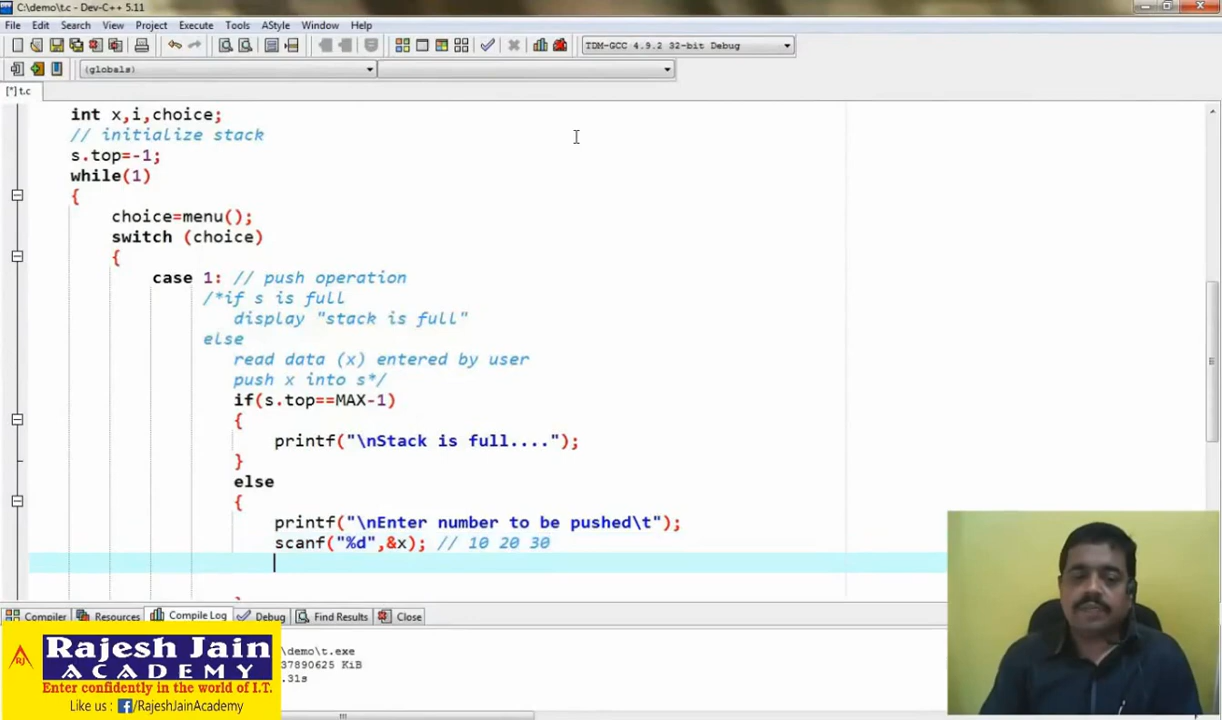 C:\demo\t.c - Dev-C++ 5.11
File Edit Search View Project Execute Tools AStyle Window Help
TDM-GCC 4.9.2 32-bit Debug
(globals)
[*] t.c
int x,i,choice;
// initialize stack
s.top=-1;
while(1)
{
choice=menu();
switch (choice)
{
case 1: // push operation
/*if s is full
display "stack is full"
else
read data (x) entered by user
push x into s*/
if(s.top==MAX-1)
{
printf("\nStack is full....");
}
else
{
printf("\nEnter number to be pushed\t");
scanf("%d",&x); // 10 20 30
Compiler Resources Compile Log Debug Find Results Close
:\demo\t.exe
37890625 KiB
.31s
Rajesh Jain
ACADEMY
RJ
Enter confidently in the world of I.T.
Like us : f/RajeshJainAcademy